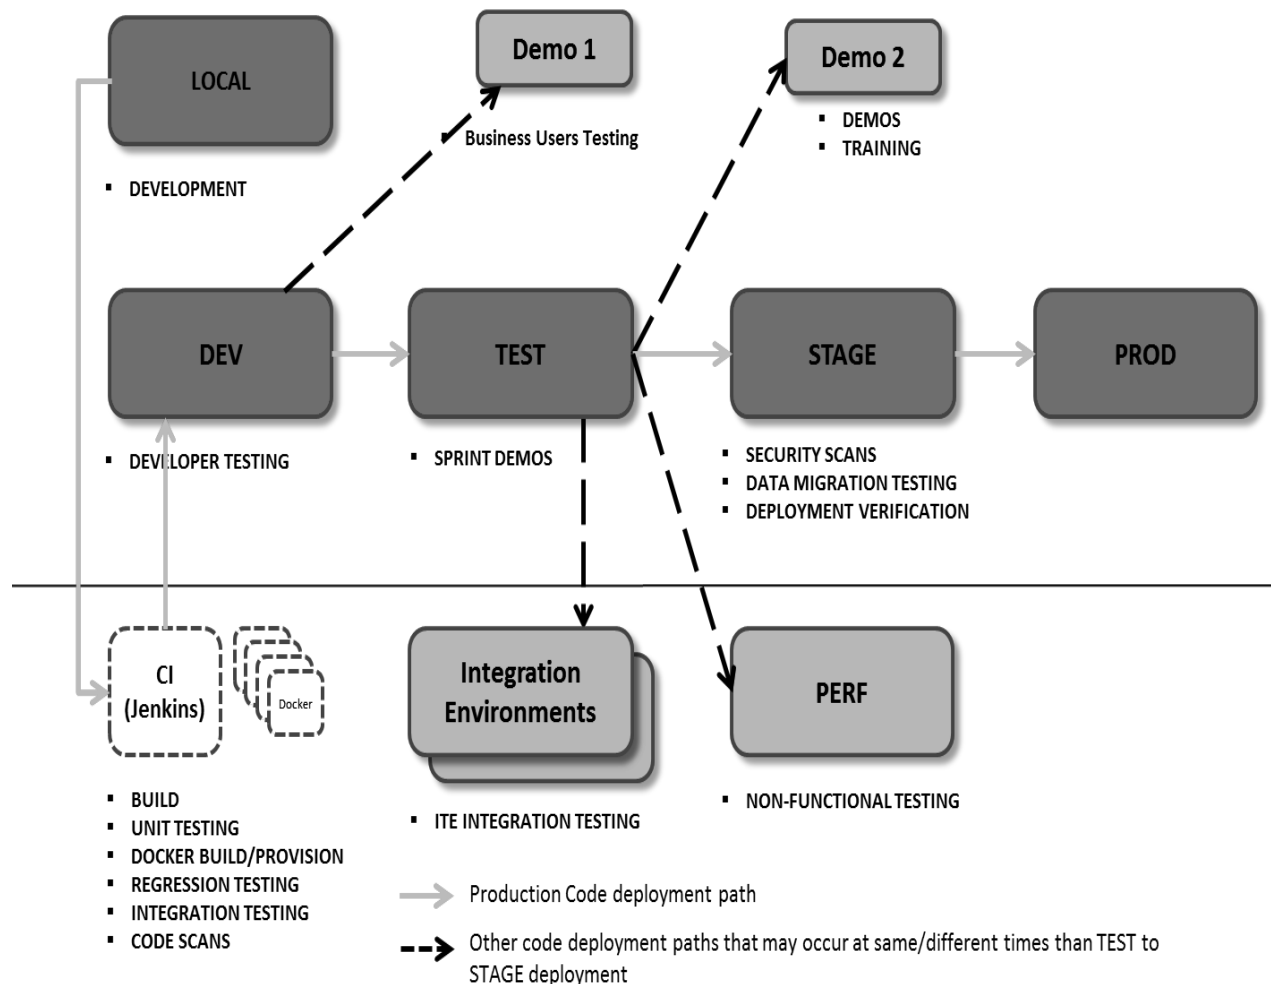 LOCAL
▪ DEVELOPMENT
Demo 1
▪ Business Users Testing
Demo 2
▪ DEMOS
▪ TRAINING
DEV
▪ DEVELOPER TESTING
TEST
▪ SPRINT DEMOS
STAGE
▪ SECURITY SCANS
▪ DATA MIGRATION TESTING
▪ DEPLOYMENT VERIFICATION
PROD
CI
(Jenkins)
Docker
▪ BUILD
▪ UNIT TESTING
▪ DOCKER BUILD/PROVISION
▪ REGRESSION TESTING
▪ INTEGRATION TESTING
▪ CODE SCANS
Integration
Environments
▪ ITE INTEGRATION TESTING
PERF
▪ NON-FUNCTIONAL TESTING
Production Code deployment path
Other code deployment paths that may occur at same/different times than TEST to
STAGE deployment